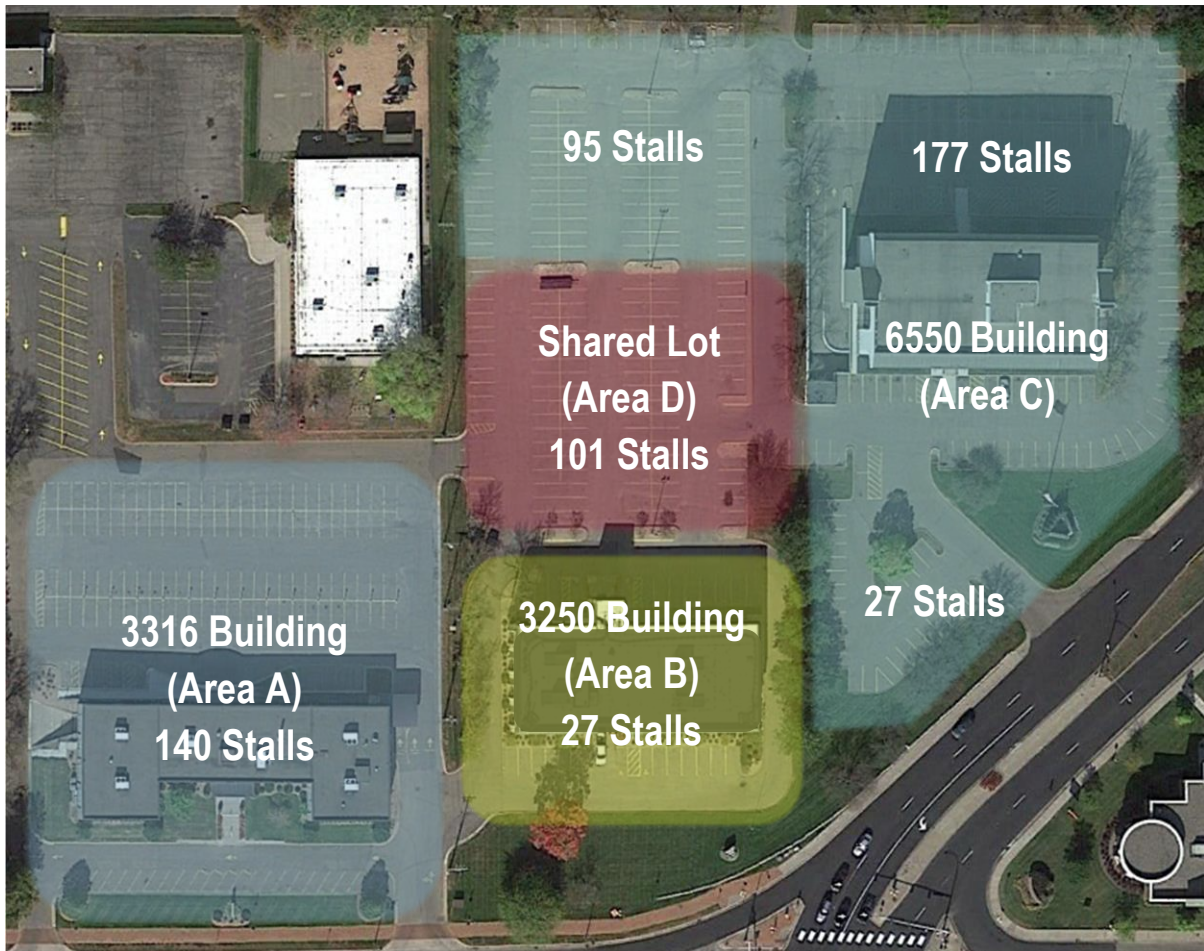 95 Stalls
177 Stalls
Shared Lot
(Area D)
101 Stalls
6550 Building
(Area C)
27 Stalls
3316 Building
(Area A)
140 Stalls
3250 Building
(Area B)
27 Stalls